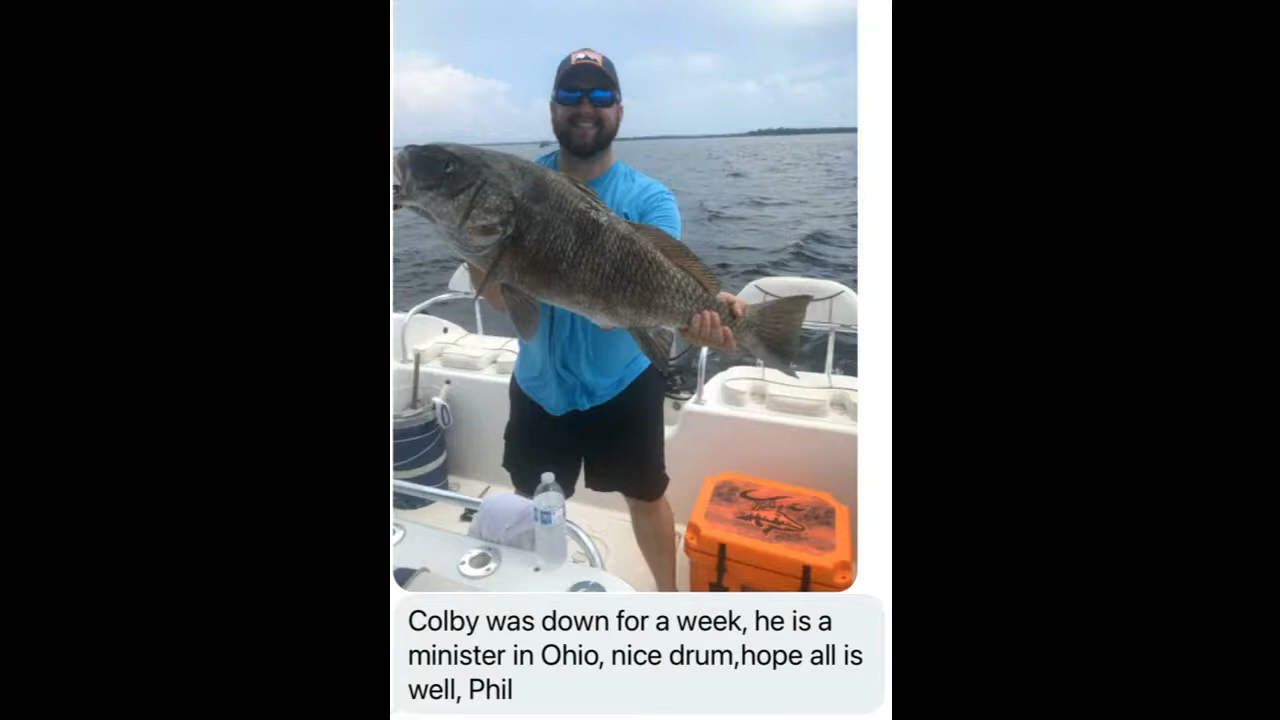 Colby was down for a week, he is a
minister in Ohio, nice drum,hope all is
well, Phil